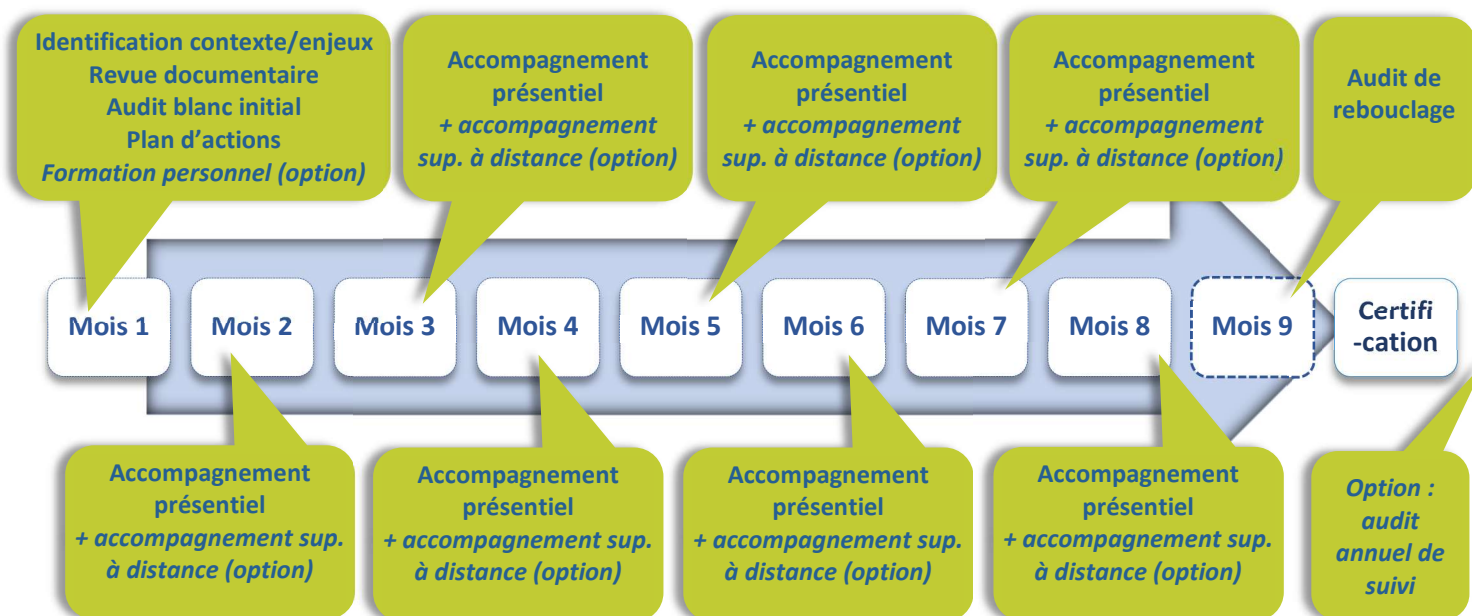 Identification contexte/enjeux
Revue documentaire
Audit blanc initial
Plan d'actions
Formation personnel (option)
Accompagnement
présentiel
+ accompagnement
sup. à distance (option)
Accompagnement
présentiel
+ accompagnement
sup. à distance (option)
Accompagnement
présentiel
+ accompagnement
sup. à distance (option)
Audit de
rebouclage
Mois 1
Mois 2
Mois 3
Mois 4
Mois 5
Mois 6
Mois 7
Mois 8
Mois 9
Certifi
-cation
Accompagnement
présentiel
+ accompagnement sup.
à distance (option)
Accompagnement
présentiel
+ accompagnement sup.
à distance (option)
Accompagnement
présentiel
+ accompagnement sup.
à distance (option)
Accompagnement
présentiel
+ accompagnement sup.
à distance (option)
Option :
audit
annuel de
suivi